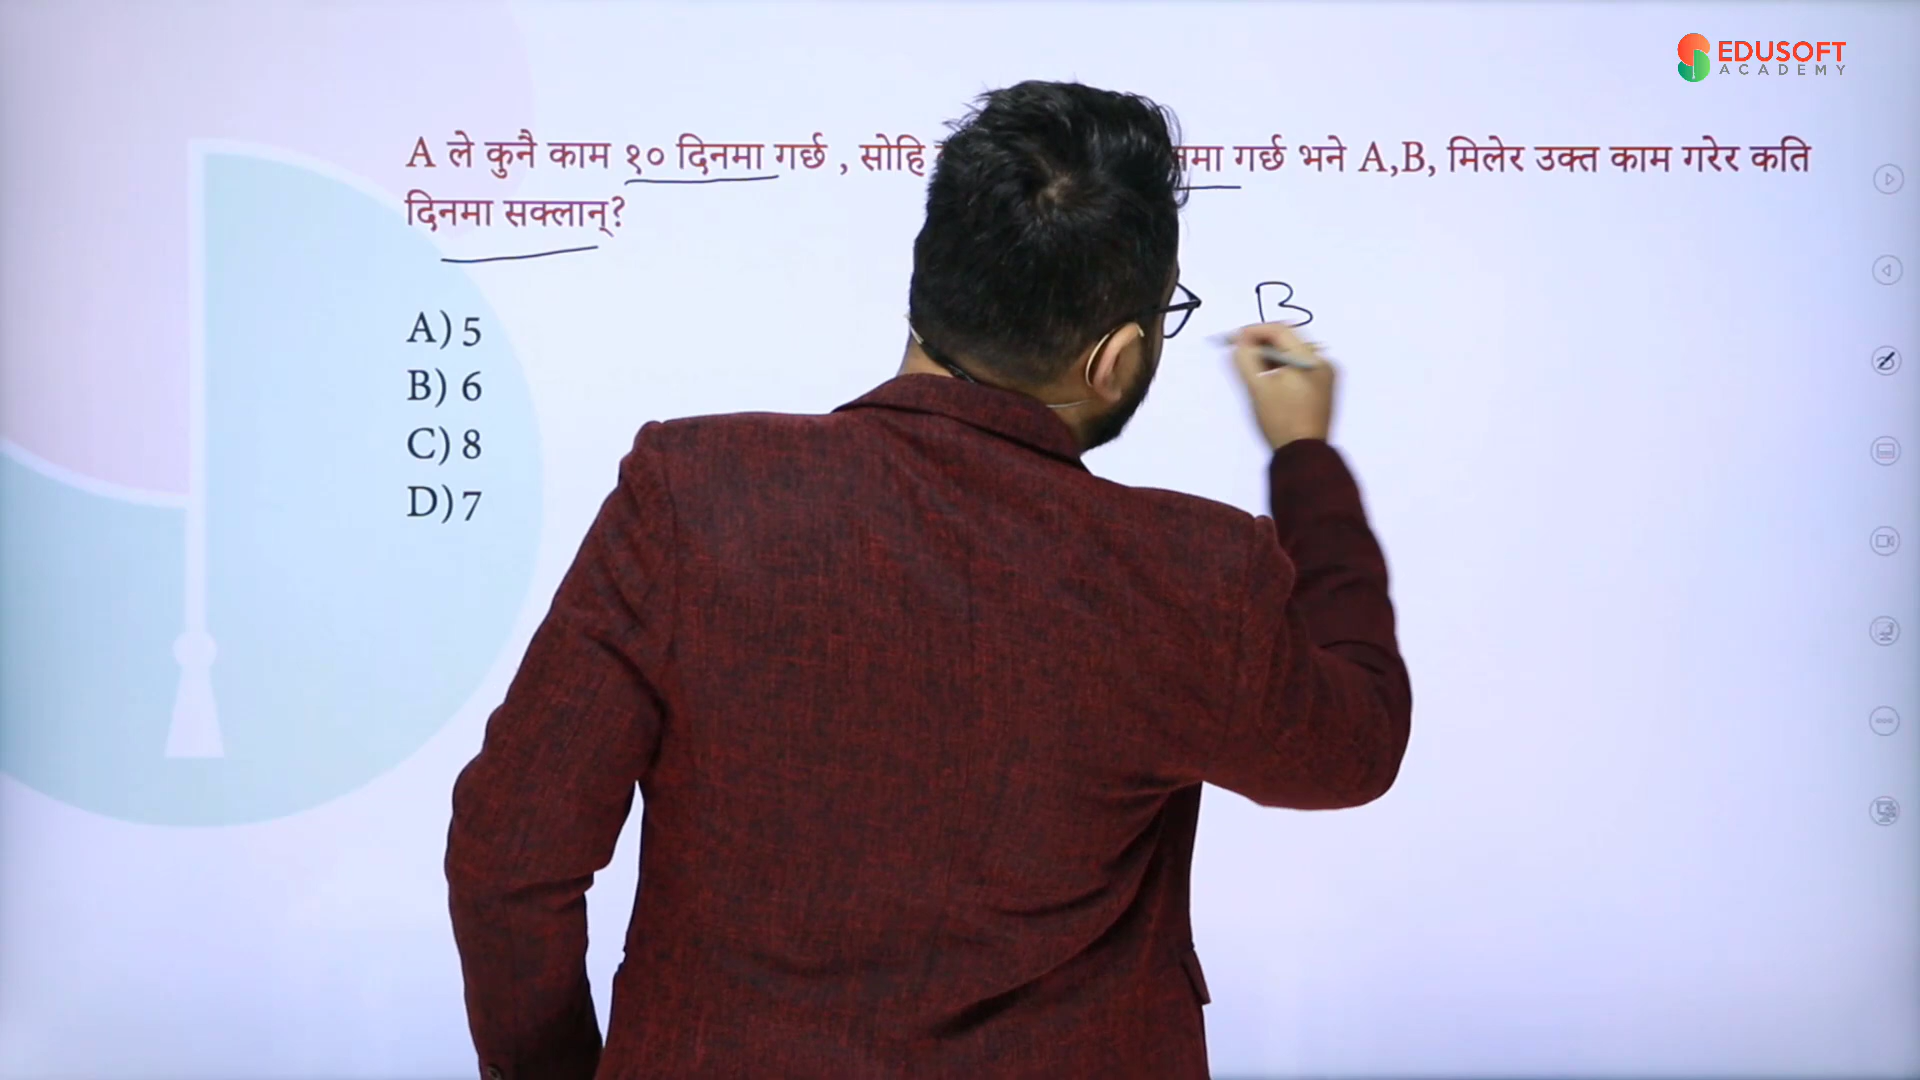 EDUSOFT
ACADEMY
A ले कुनै काम १० दिनमा गर्छ , सोहि गर्छ भने A,B, मिलेर उक्त काम गरेर कति
दिनमा सक्लान्?
B
A) 5
B) 6
C) 8
D) 7